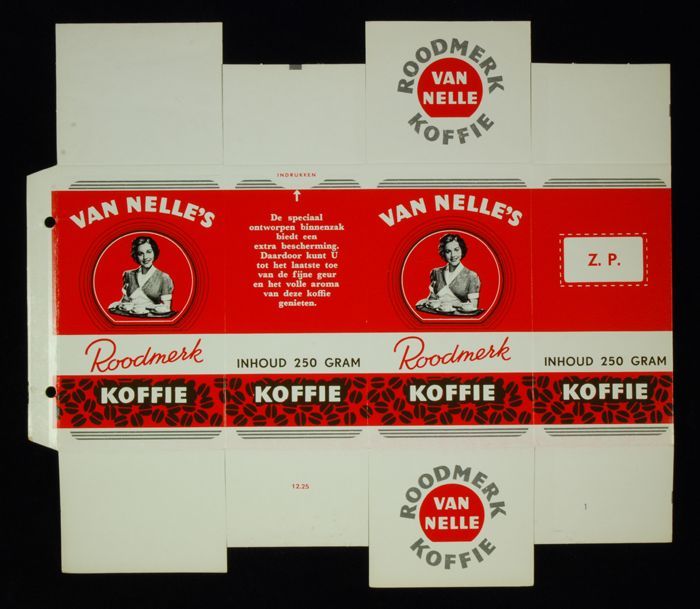 ROODMERK
VAN
NELLE
KOFFIE
VAN NELLE'S
Roodmerk
KOFFIE
INDRUKKEN
De speciaal
ontworpen binnenzak
biedt een
extra bescherming.
Daardoor kunt U
tot het laatste toe
van de fijne geur
en het volle aroma
van deze koffie
genieten.
INHOUD 250 GRAM
KOFFIE
VAN NELLE'S
Roodmerk
KOFFIE
Z. P.
INHOUD 250 GRAM
KOFFIE
12.25
ROODMERK
VAN
NELLE
KOFFIE
1